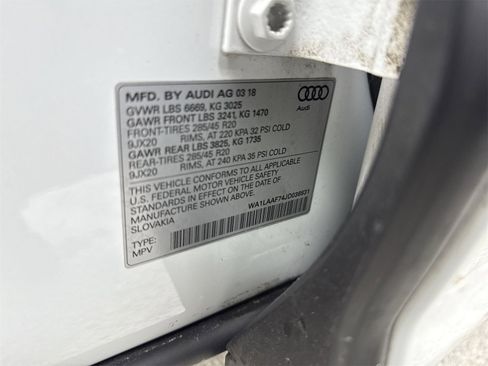 MFD. BY AUDI AG 03 18
GVWR LBS 6669, KG 3025
GAWR FRONT LBS 3241, KG 1470
FRONT-TIRES 285/45 R20
9JX20 RIMS, AT 220 KPA 32 PSI COLD
GAWR REAR LBS 3825, KG 1735
REAR-TIRES 285/45 R20
9JX20 RIMS, AT 240 KPA 35 PSI COLD
THIS VEHICLE CONFORMS TO ALL APPLICABLE
U.S. FEDERAL MOTOR VEHICLE SAFETY
STANDARDS IN EFFECT ON THE DATE OF
MANUFACTURE SHOWN ABOVE.
SLOVAKIA
TYPE:
MPV
Audi